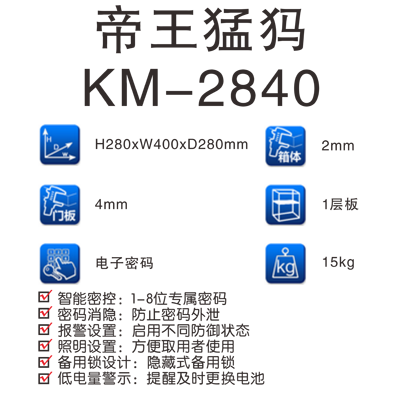 帝王猛犸
KM-2840
H
D
W
H280xW400xD280mm
箱体
2mm
门板
4mm
1层板
电子密码
kg
15kg
智能密控：1-8位专属密码
密码消隐：防止密码外泄
报警设置：启用不同防御状态
照明设置：方便取用者使用
备用锁设计：隐藏式备用锁
低电量警示：提醒及时更换电池